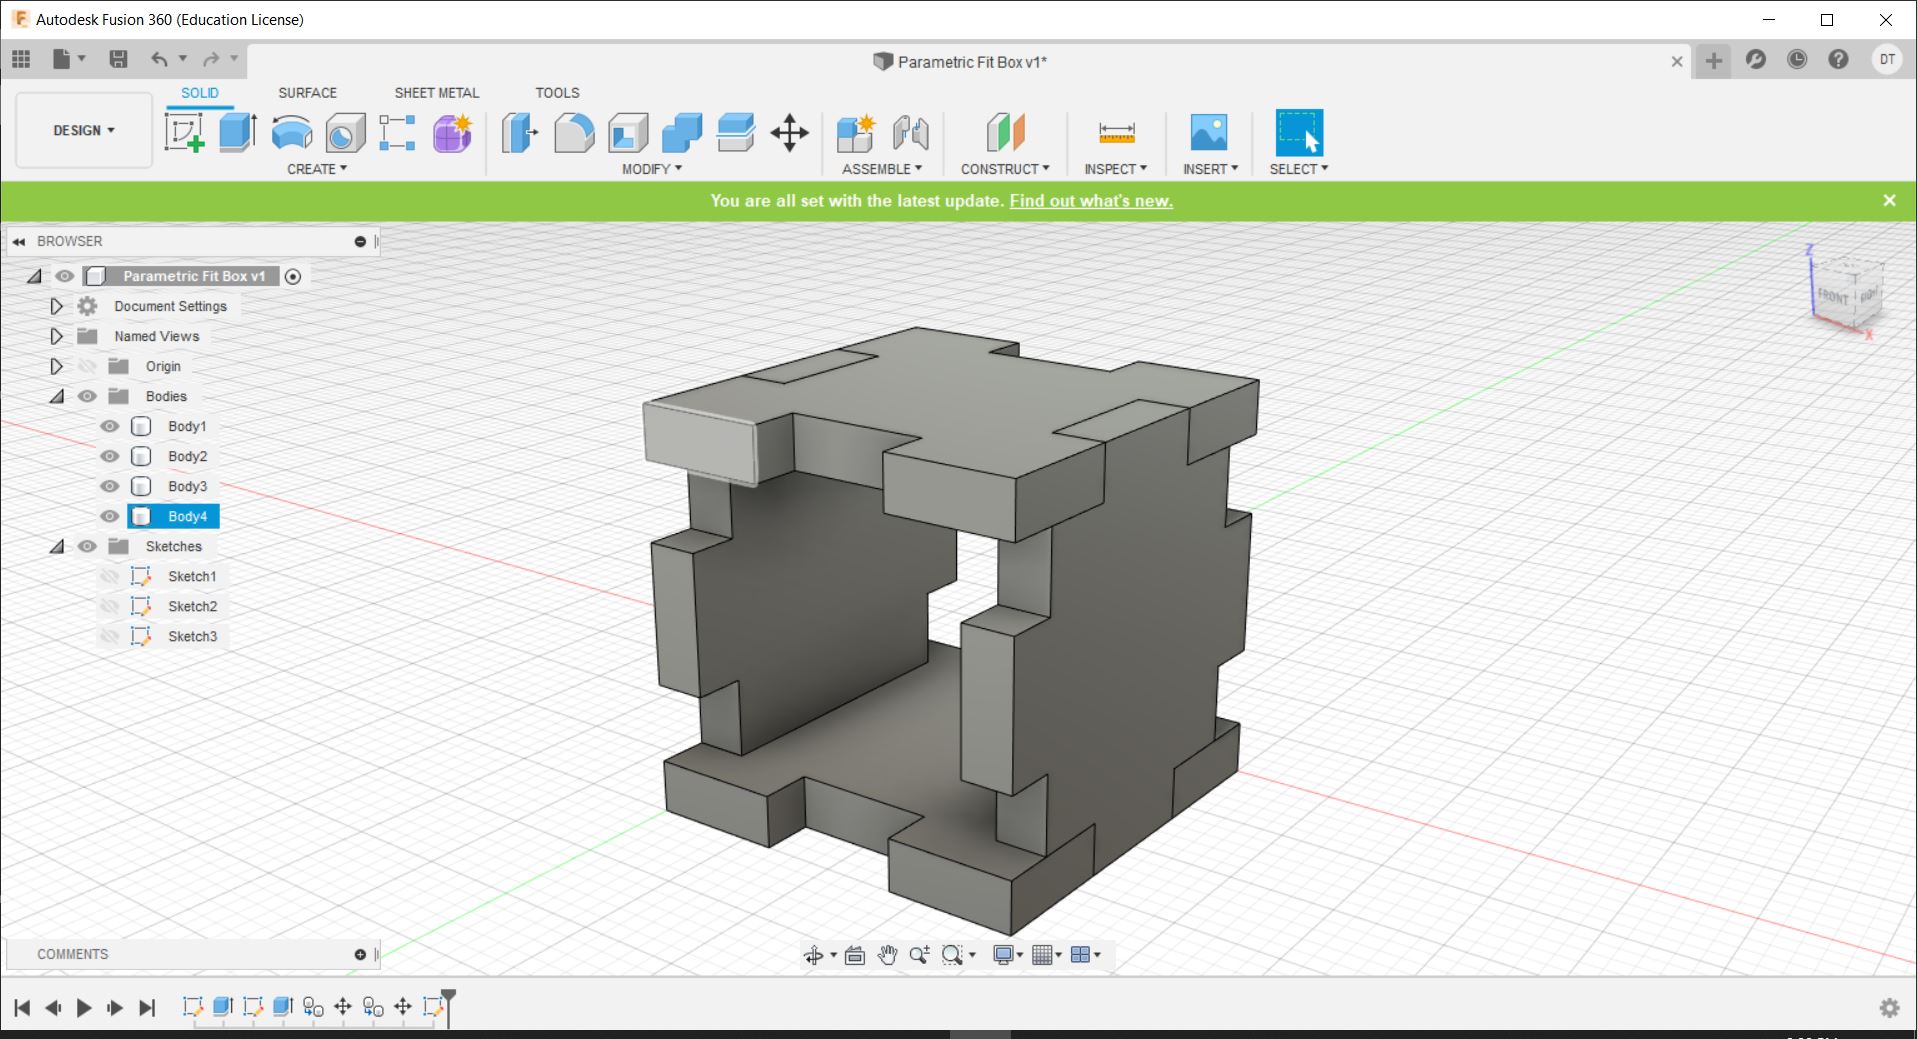 Autodesk Fusion 360 (Education License)
Parametric Fit Box v1*
DT
SOLID
SURFACE
SHEET METAL
TOOLS
DESIGN
CREATE
MODIFY
ASSEMBLE
CONSTRUCT
INSPECT
INSERT
SELECT
You are all set with the latest update. Find out what's new.
BROWSER
Parametric Fit Box v1
Document Settings
Named Views
Origin
Bodies
Body1
Body2
Body3
Body4
Sketches
Sketch1
Sketch2
Sketch3
Z
FRONT
RIGHT
X
COMMENTS